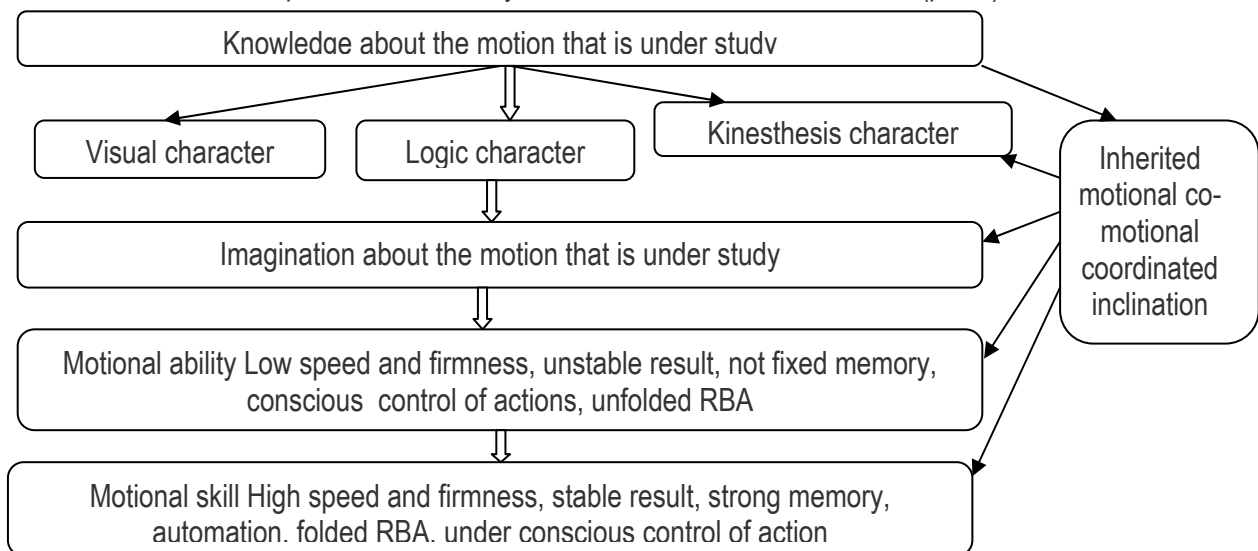 Knowledge about the motion that is under study
Visual character
Logic character
Kinesthesis character
Inherited
motional co-
motional
coordinated
inclination
Imagination about the motion that is under study
Motional ability Low speed and firmness, unstable result, not fixed memory,
conscious control of actions, unfolded RBA
Motional skill High speed and firmness, stable result, strong memory,
automation, folded RBA, under conscious control of action